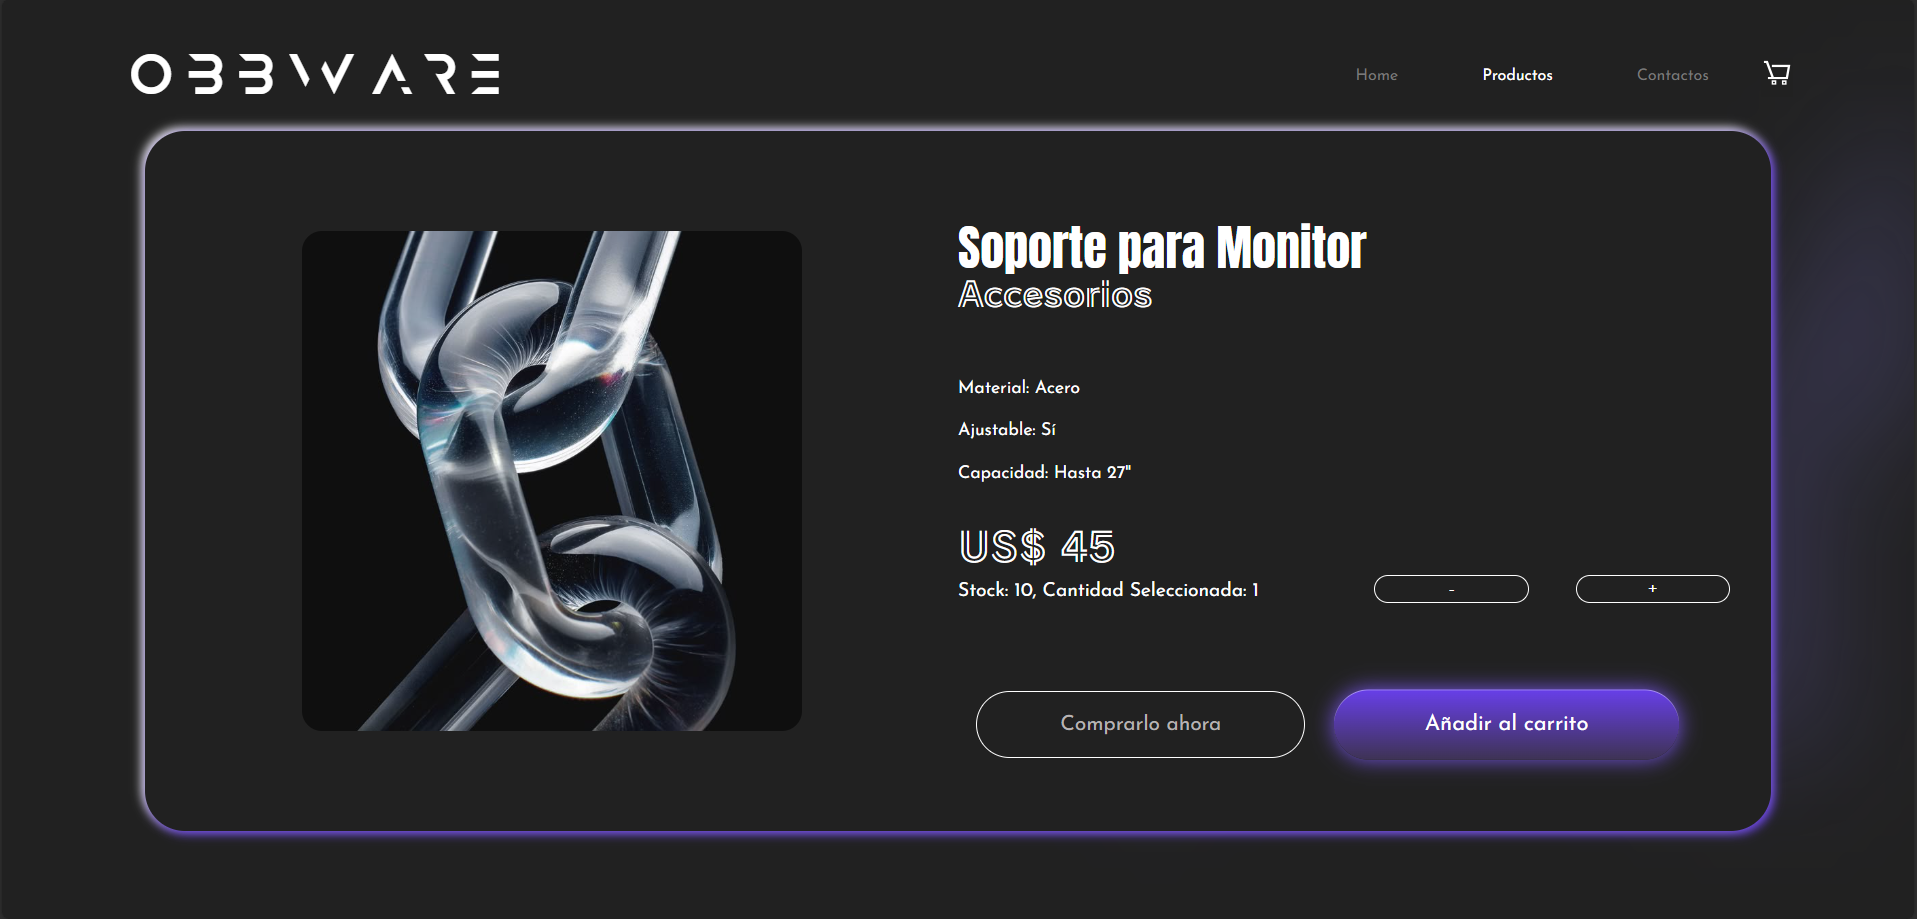 OBBWARE
Home Productos Contactos
Soporte para Monitor
Accesorios
Material: Acero
Ajustable: Sí
Capacidad: Hasta 27"
US$ 45
Stock: 10, Cantidad Seleccionada: 1 - +
Comprarlo ahora Añadir al carrito